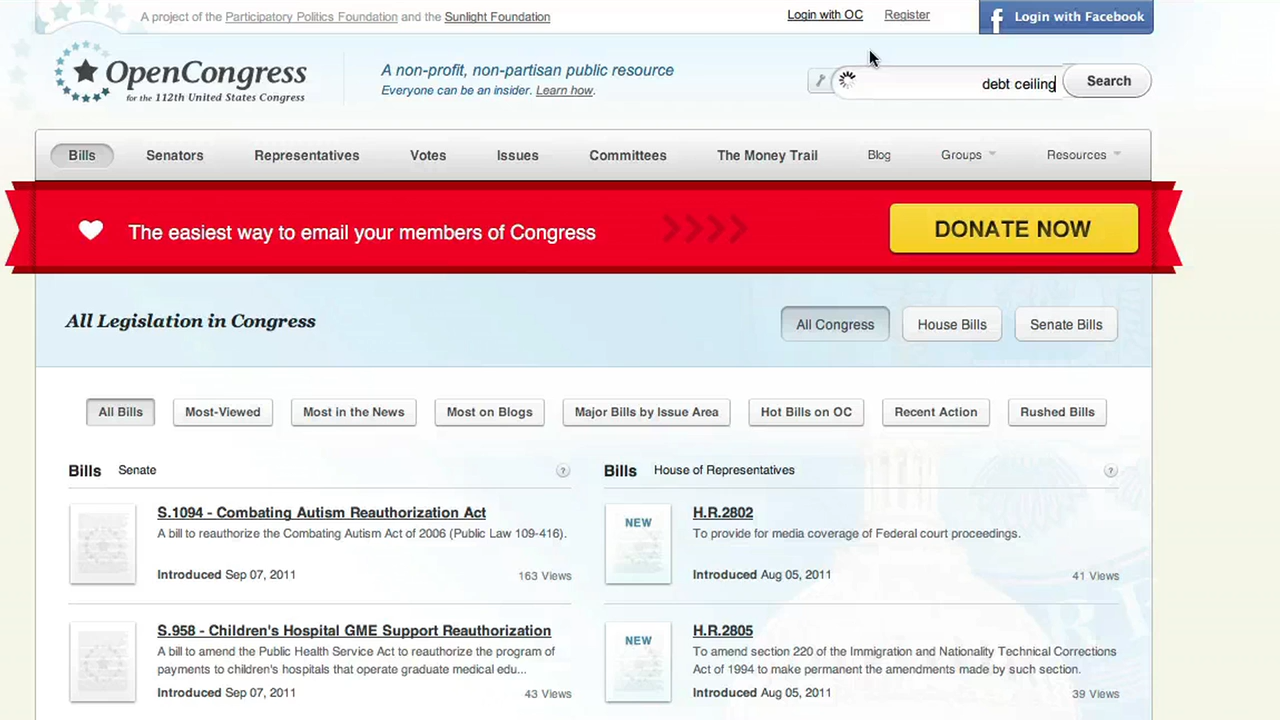 A project of the Participatory Politics Foundation and the Sunlight Foundation
Login with OC Register
f Login with Facebook
OpenCongress
for the 112th United States Congress
A non-profit, non-partisan public resource
Everyone can be an insider. Learn how.
debt ceiling
Search
Bills Senators Representatives Votes Issues Committees The Money Trail Blog Groups Resources
The easiest way to email your members of Congress
DONATE NOW
All Legislation in Congress
All Congress House Bills Senate Bills
All Bills Most-Viewed Most in the News Most on Blogs Major Bills by Issue Area Hot Bills on OC Recent Action Rushed Bills
Bills Senate ?
S.1094 - Combating Autism Reauthorization Act
A bill to reauthorize the Combating Autism Act of 2006 (Public Law 109-416).
Introduced Sep 07, 2011 163 Views
S.958 - Children's Hospital GME Support Reauthorization
A bill to amend the Public Health Service Act to reauthorize the program of
payments to children's hospitals that operate graduate medical edu...
Introduced Sep 07, 2011 43 Views
Bills House of Representatives ?
NEW
H.R.2802
To provide for media coverage of Federal court proceedings.
Introduced Aug 05, 2011 41 Views
NEW
H.R.2805
To amend section 220 of the Immigration and Nationality Technical Corrections
Act of 1994 to make permanent the amendments made by such section.
Introduced Aug 05, 2011 39 Views